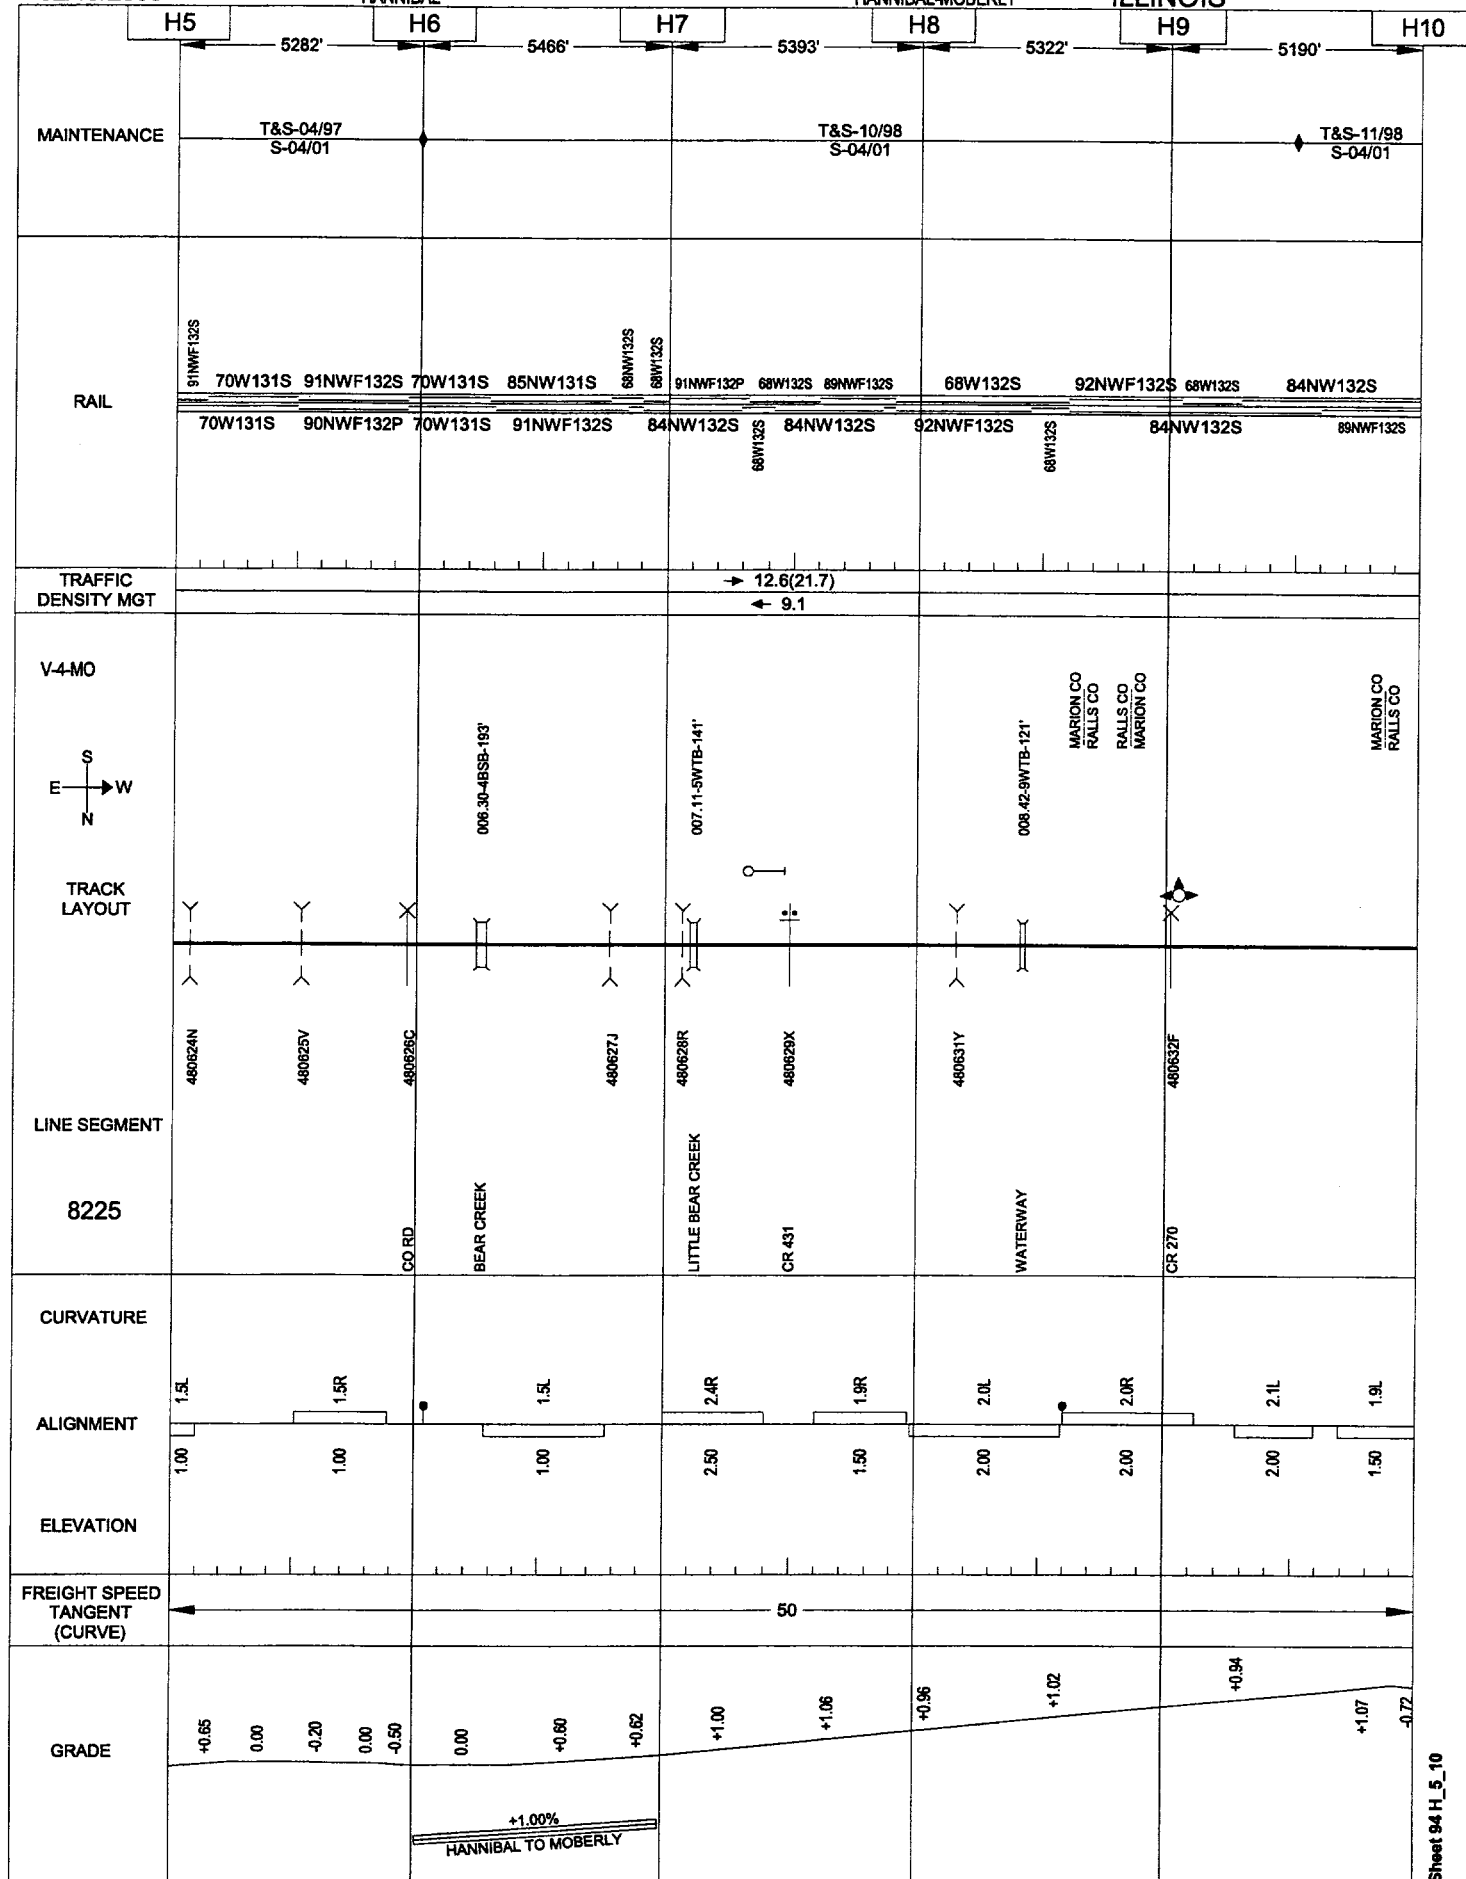 HANNIBAL
HANNIBAL-MOBERLY
ILLINOIS
H5
H6
H7
H8
H9
H10
5282'
5466'
5393'
5322'
5190'
MAINTENANCE
T&S-04/97
S-04/01
T&S-10/98
S-04/01
T&S-11/98
S-04/01
RAIL
91NWF132S
70W131S
91NWF132S
70W131S
85NW131S
68NW132S
68W132S
91NWF132P
68W132S
89NWF132S
68W132S
92NWF132S
68W132S
84NW132S
70W131S
90NWF132P
70W131S
91NWF132S
84NW132S
68W132S
84NW132S
92NWF132S
68W132S
84NW132S
89NWF132S
TRAFFIC
DENSITY MGT
→ 12.6(21.7)
← 9.1
V-4-MO
S
E W
N
006.30-4BSB-193'
007.11-5WTB-141'
008.42-9WTB-121'
MARION CO
RALLS CO
RALLS CO
MARION CO
MARION CO
RALLS CO
TRACK
LAYOUT
480624N
480625V
480626C
480627J
480628R
480629X
480631Y
480632F
LINE SEGMENT
8225
CO RD
BEAR CREEK
LITTLE BEAR CREEK
CR 431
WATERWAY
CR 270
CURVATURE
1.5L
1.5R
1.5L
2.4R
1.9R
2.0L
2.0R
2.1L
1.9L
ALIGNMENT
1.00
1.00
1.00
2.50
1.50
2.00
2.00
2.00
1.50
ELEVATION
FREIGHT SPEED
TANGENT
(CURVE)
50
GRADE
+0.65
0.00
-0.20
0.00
-0.50
0.00
+0.60
+0.62
+1.00
+1.06
+0.96
+1.02
+0.94
+1.07
-0.72
+1.00%
HANNIBAL TO MOBERLY
Sheet 94 H_5_10